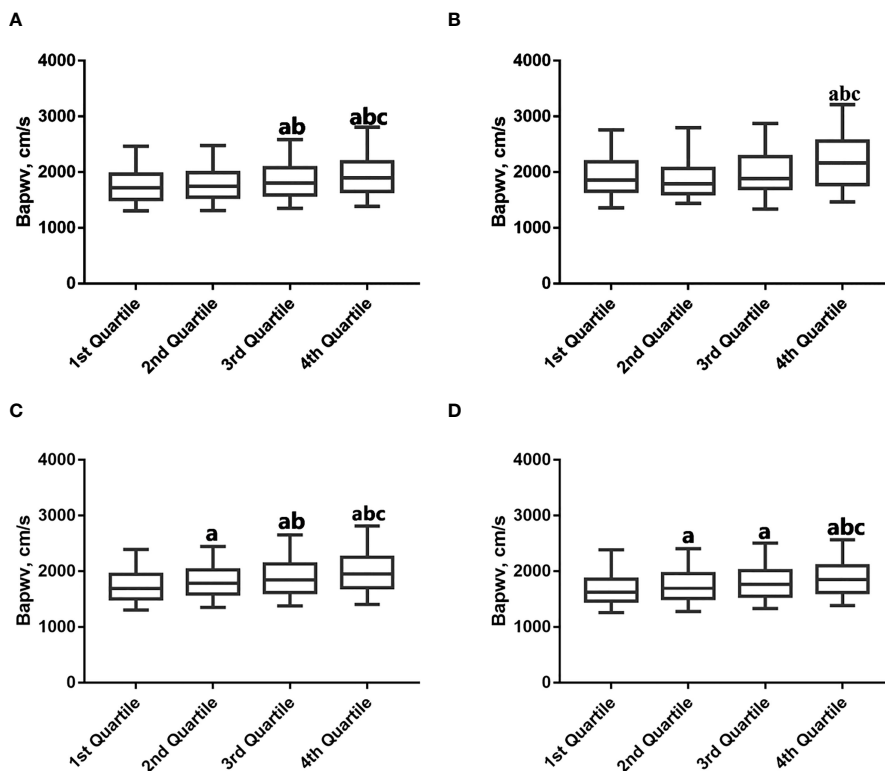 A
Bapwv, cm/s
4000
3000
2000
1000
0
ab
abc
1st Quartile
2nd Quartile
3rd Quartile
4th Quartile
B
Bapwv, cm/s
4000
3000
2000
1000
0
abc
1st Quartile
2nd Quartile
3rd Quartile
4th Quartile
C
Bapwv, cm/s
4000
3000
2000
1000
0
a
ab
abc
1st Quartile
2nd Quartile
3rd Quartile
4th Quartile
D
Bapwv, cm/s
4000
3000
2000
1000
0
a
a
abc
1st Quartile
2nd Quartile
3rd Quartile
4th Quartile